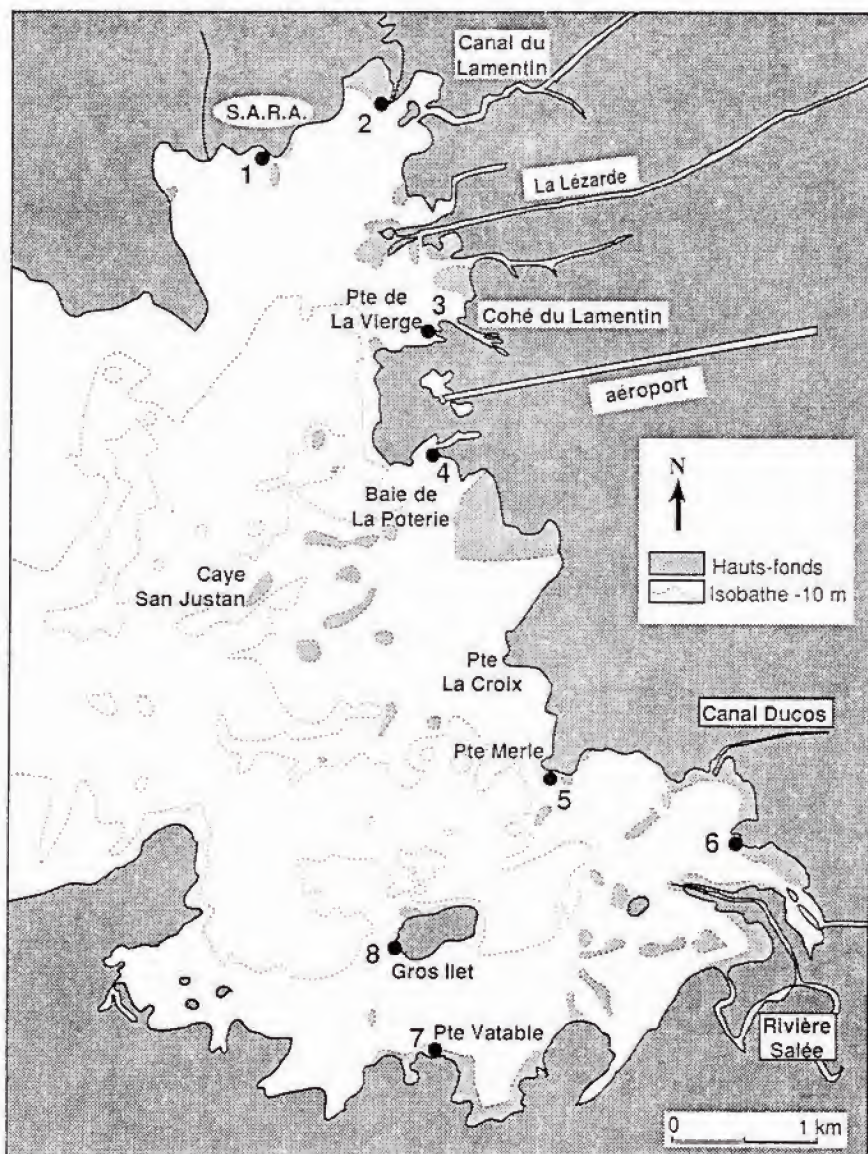 Canal du
Lamentin
S.A.R.A.
2
1
La Lézarde
Pte de
La Vierge
3
Cohé du Lamentin
aéroport
N
4
Baie de
La Poterie
Hauts-fonds
Isobathe -10 m
Caye
San Justan
Pte
La Croix
Canal Ducos
Pte Merle
5
6
8
Gros Ilet
7
Pte Vatable
Rivière
Salée
0 1 km